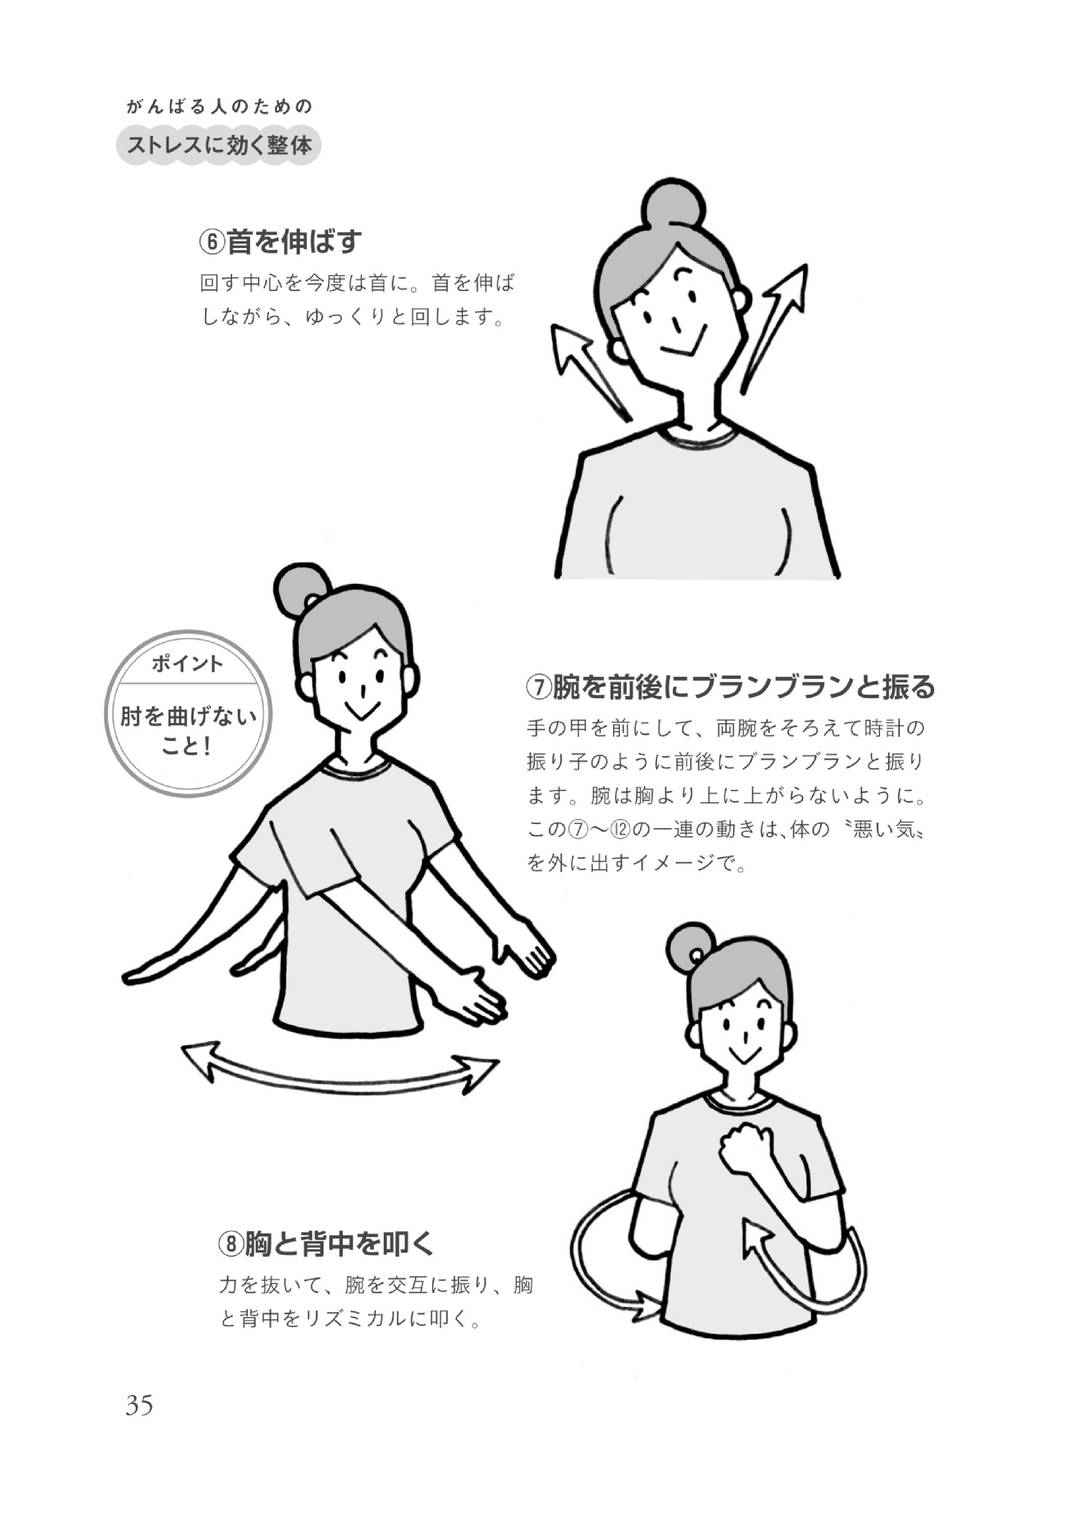 がんばる人のための
ストレスに効く整体
⑥首を伸ばす
回す中心を今度は首に。首を伸ば
しながら、ゆっくりと回します。
ポイント
肘を曲げない
こと!
⑦腕を前後にブランブランと振る
手の甲を前にして、両腕をそろえて時計の
振り子のように前後にブランブランと振り
ます。腕は胸より上に上がらないように。
この⑦〜⑫の一連の動きは、体の〝悪い気〟
を外に出すイメージで。
⑧胸と背中を叩く
力を抜いて、腕を交互に振り、胸
と背中をリズミカルに叩く。
35